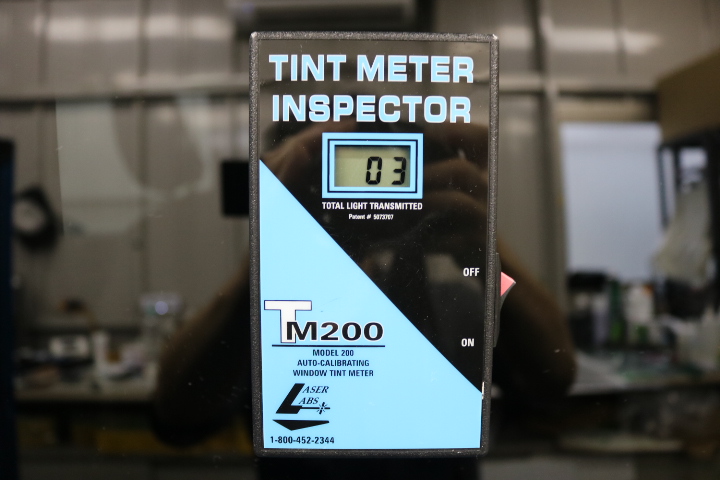 TINT METER
INSPECTOR
03
TOTAL LIGHT TRANSMITTED
Patent # 5073707
OFF
ON
TM200
MODEL 200
AUTO-CALIBRATING
WINDOW TINT METER
LASER
LABS
1-800-452-2344